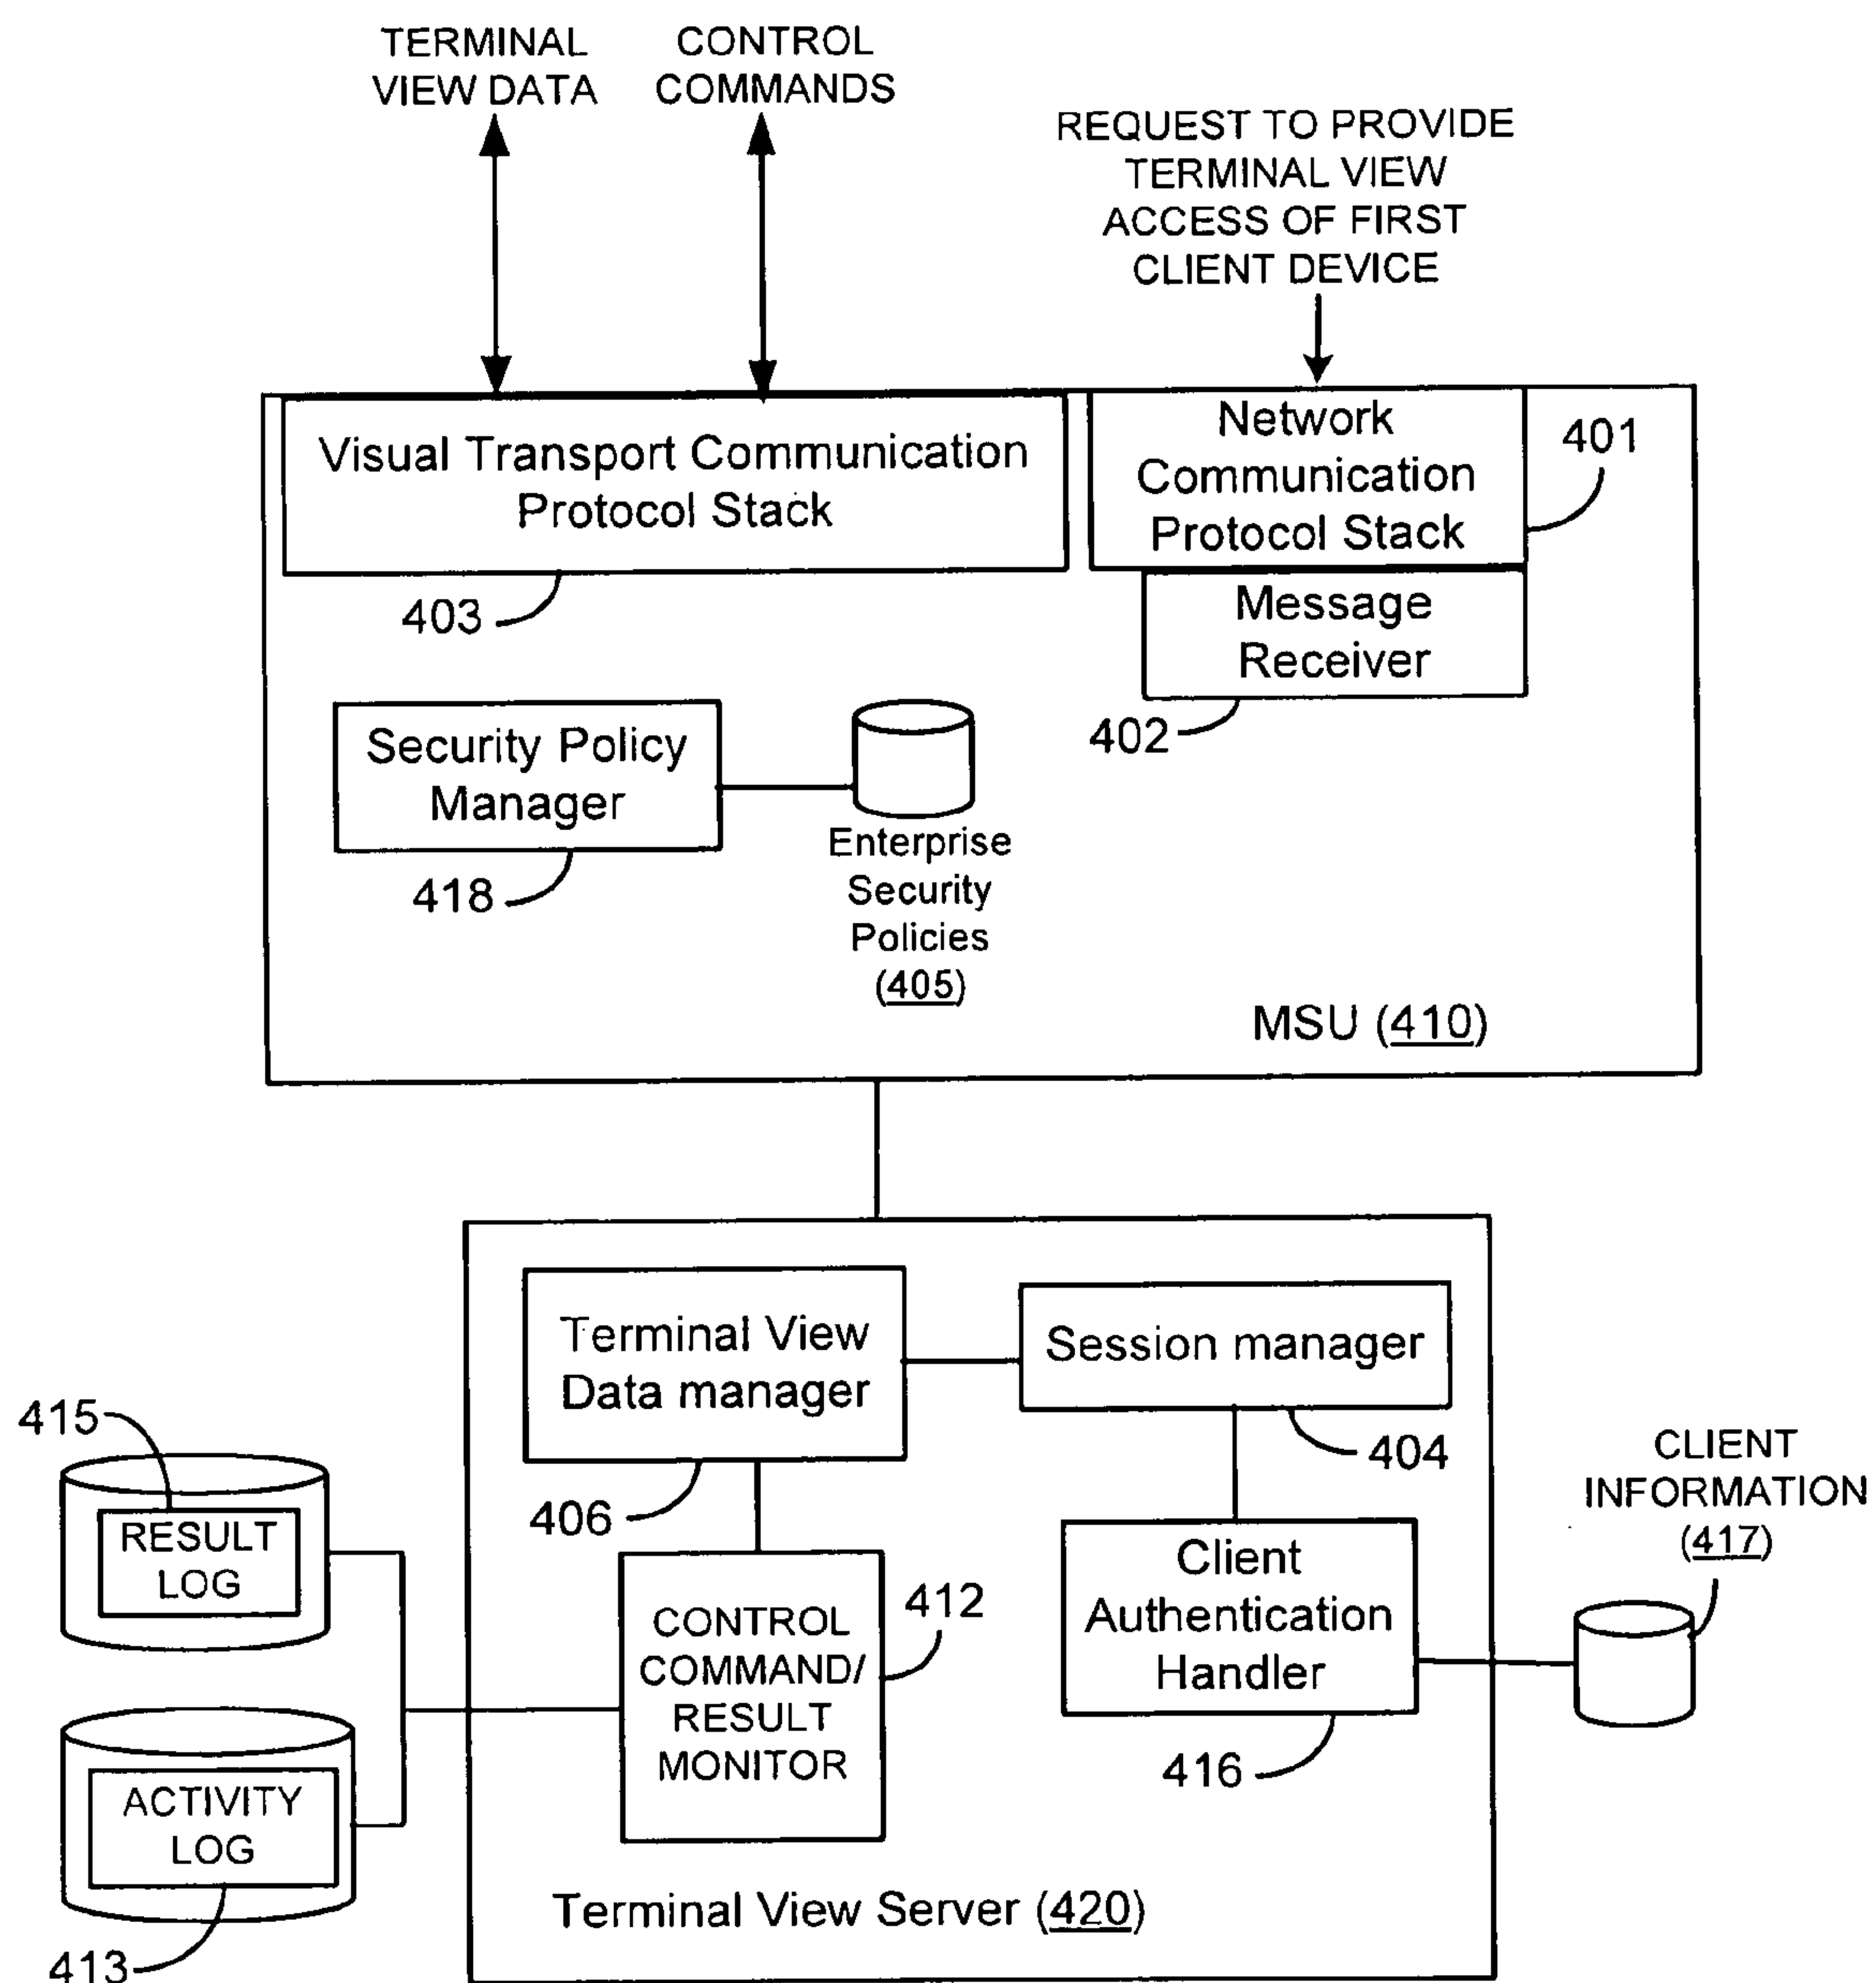 TERMINAL
VIEW DATA
CONTROL
COMMANDS
REQUEST TO PROVIDE
TERMINAL VIEW
ACCESS OF FIRST
CLIENT DEVICE
Visual Transport Communication
Protocol Stack
403
Network
Communication
Protocol Stack
401
Message
Receiver
402
Security Policy
Manager
418
Enterprise
Security
Policies
(405)
MSU (410)
Terminal View
Data manager
406
Session manager
404
415
RESULT
LOG
CONTROL
COMMAND/
RESULT
MONITOR
412
Client
Authentication
Handler
416
CLIENT
INFORMATION
(417)
ACTIVITY
LOG
413
Terminal View Server (420)